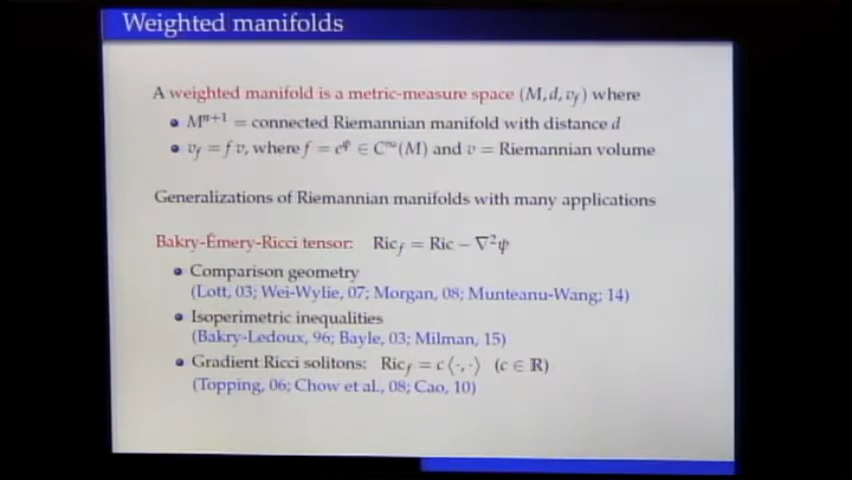 Weighted manifolds
A weighted manifold is a metric-measure space (M, d, v_f) where
• M^{n+1} = connected Riemannian manifold with distance d
• v_f = f v, where f = e^ψ ∈ C^∞(M) and v = Riemannian volume
Generalizations of Riemannian manifolds with many applications
Bakry-Émery-Ricci tensor: Ric_f = Ric − ∇²ψ
• Comparison geometry
(Lott, 03; Wei-Wylie, 07; Morgan, 08; Munteanu-Wang; 14)
• Isoperimetric inequalities
(Bakry-Ledoux, 96; Bayle, 03; Milman, 15)
• Gradient Ricci solitons: Ric_f = c ⟨·, ·⟩ (c ∈ ℝ)
(Topping, 06; Chow et al., 08; Cao, 10)